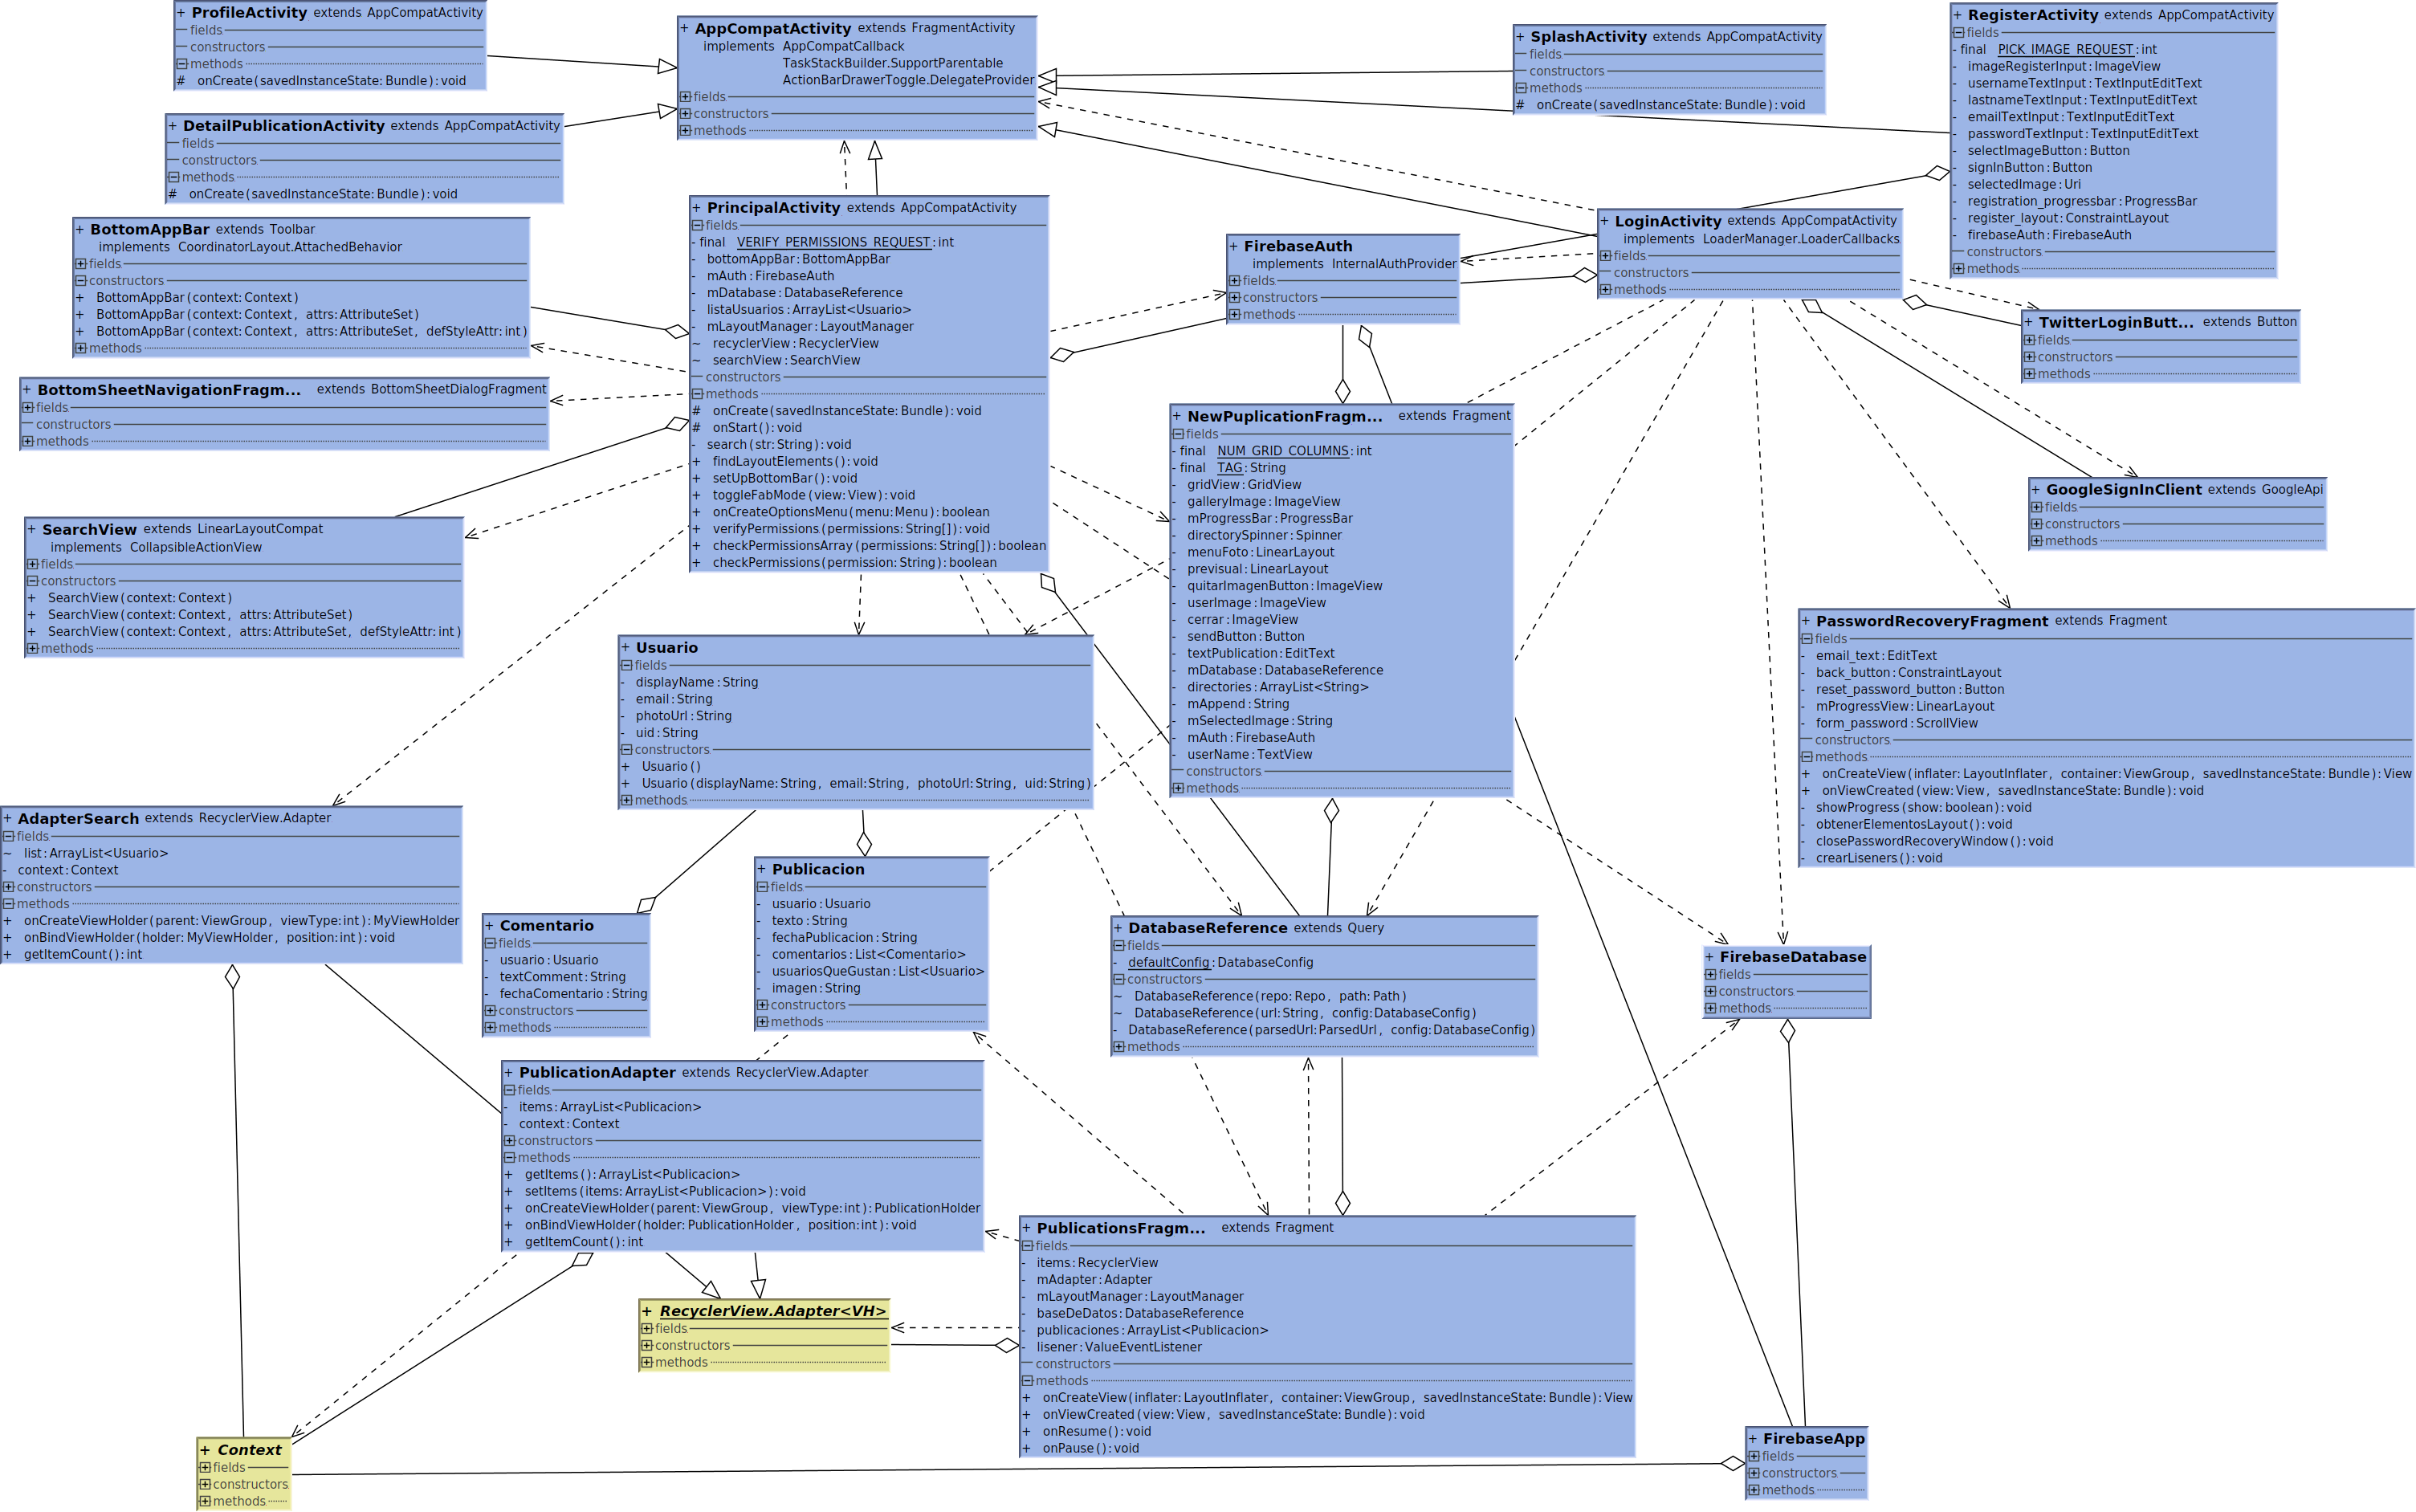 + ProfileActivity extends AppCompatActivity
fields
constructors
methods
# onCreate(savedInstanceState: Bundle): void
+ AppCompatActivity extends FragmentActivity
implements AppCompatCallback
TaskStackBuilder.SupportParentable
ActionBarDrawerToggle.DelegateProvider
fields
constructors
methods
+ SplashActivity extends AppCompatActivity
fields
constructors
methods
# onCreate(savedInstanceState: Bundle): void
+ RegisterActivity extends AppCompatActivity
fields
- final PICK_IMAGE_REQUEST: int
- imageRegisterInput: ImageView
- usernameTextInput: TextInputEditText
- lastnameTextInput: TextInputEditText
- emailTextInput: TextInputEditText
- passwordTextInput: TextInputEditText
- selectImageButton: Button
- signInButton: Button
- selectedImage: Uri
- registration_progressbar: ProgressBar
- register_layout: ConstraintLayout
- firebaseAuth: FirebaseAuth
constructors
methods
+ DetailPublicationActivity extends AppCompatActivity
fields
constructors
methods
# onCreate(savedInstanceState: Bundle): void
+ BottomAppBar extends Toolbar
implements CoordinatorLayout.AttachedBehavior
fields
constructors
+ BottomAppBar(context: Context)
+ BottomAppBar(context: Context, attrs: AttributeSet)
+ BottomAppBar(context: Context, attrs: AttributeSet, defStyleAttr: int)
methods
+ PrincipalActivity extends AppCompatActivity
fields
- final VERIFY_PERMISSIONS_REQUEST: int
- bottomAppBar: BottomAppBar
- mAuth: FirebaseAuth
- mDatabase: DatabaseReference
- listaUsuarios: ArrayList<Usuario>
- mLayoutManager: LayoutManager
~ recyclerView: RecyclerView
~ searchView: SearchView
constructors
methods
# onCreate(savedInstanceState: Bundle): void
# onStart(): void
- search(str: String): void
+ findLayoutElements(): void
+ setUpBottomBar(): void
+ toggleFabMode(view: View): void
+ onCreateOptionsMenu(menu: Menu): boolean
+ verifyPermissions(permissions: String[]): void
+ checkPermissionsArray(permissions: String[]): boolean
+ checkPermissions(permission: String): boolean
+ FirebaseAuth
implements InternalAuthProvider
fields
constructors
methods
+ LoginActivity extends AppCompatActivity
implements LoaderManager.LoaderCallbacks
fields
constructors
methods
+ TwitterLoginButt... extends Button
fields
constructors
methods
+ BottomSheetNavigationFragm... extends BottomSheetDialogFragment
fields
constructors
methods
+ NewPuplicationFragm... extends Fragment
fields
- final NUM_GRID_COLUMNS: int
- final TAG: String
- gridView: GridView
- galleryImage: ImageView
- mProgressBar: ProgressBar
- directorySpinner: Spinner
- menuFoto: LinearLayout
- previsual: LinearLayout
- quitarImagenButton: ImageView
- userImage: ImageView
- cerrar: ImageView
- sendButton: Button
- textPublication: EditText
- mDatabase: DatabaseReference
- directories: ArrayList<String>
- mAppend: String
- mSelectedImage: String
- mAuth: FirebaseAuth
- userName: TextView
constructors
methods
+ GoogleSignInClient extends GoogleApi
fields
constructors
methods
+ SearchView extends LinearLayoutCompat
implements CollapsibleActionView
fields
constructors
+ SearchView(context: Context)
+ SearchView(context: Context, attrs: AttributeSet)
+ SearchView(context: Context, attrs: AttributeSet, defStyleAttr: int)
methods
+ PasswordRecoveryFragment extends Fragment
fields
- email_text: EditText
- back_button: ConstraintLayout
- reset_password_button: Button
- mProgressView: LinearLayout
- form_password: ScrollView
constructors
methods
+ onCreateView(inflater: LayoutInflater, container: ViewGroup, savedInstanceState: Bundle): View
+ onViewCreated(view: View, savedInstanceState: Bundle): void
- showProgress(show: boolean): void
- obtenerElementosLayout(): void
- closePasswordRecoveryWindow(): void
- crearLiseners(): void
+ Usuario
fields
- displayName: String
- email: String
- photoUrl: String
- uid: String
constructors
+ Usuario()
+ Usuario(displayName: String, email: String, photoUrl: String, uid: String)
methods
+ AdapterSearch extends RecyclerView.Adapter
fields
~ list: ArrayList<Usuario>
- context: Context
constructors
methods
+ onCreateViewHolder(parent: ViewGroup, viewType: int): MyViewHolder
+ onBindViewHolder(holder: MyViewHolder, position: int): void
+ getItemCount(): int
+ Publicacion
fields
- usuario: Usuario
- texto: String
- fechaPublicacion: String
- comentarios: List<Comentario>
- usuariosQueGustan: List<Usuario>
- imagen: String
constructors
methods
+ Comentario
fields
- usuario: Usuario
- textComment: String
- fechaComentario: String
constructors
methods
+ DatabaseReference extends Query
fields
- defaultConfig: DatabaseConfig
constructors
~ DatabaseReference(repo: Repo, path: Path)
~ DatabaseReference(url: String, config: DatabaseConfig)
- DatabaseReference(parsedUrl: ParsedUrl, config: DatabaseConfig)
methods
+ FirebaseDatabase
fields
constructors
methods
+ PublicationAdapter extends RecyclerView.Adapter
fields
- items: ArrayList<Publicacion>
- context: Context
constructors
methods
+ getItems(): ArrayList<Publicacion>
+ setItems(items: ArrayList<Publicacion>): void
+ onCreateViewHolder(parent: ViewGroup, viewType: int): PublicationHolder
+ onBindViewHolder(holder: PublicationHolder, position: int): void
+ getItemCount(): int
+ PublicationsFragm... extends Fragment
fields
- items: RecyclerView
- mAdapter: Adapter
- mLayoutManager: LayoutManager
- baseDeDatos: DatabaseReference
- publicaciones: ArrayList<Publicacion>
- lisener: ValueEventListener
constructors
methods
+ onCreateView(inflater: LayoutInflater, container: ViewGroup, savedInstanceState: Bundle): View
+ onViewCreated(view: View, savedInstanceState: Bundle): void
+ onResume(): void
+ onPause(): void
+ RecyclerView.Adapter<VH>
fields
constructors
methods
+ Context
fields
constructors
methods
+ FirebaseApp
fields
constructors
methods